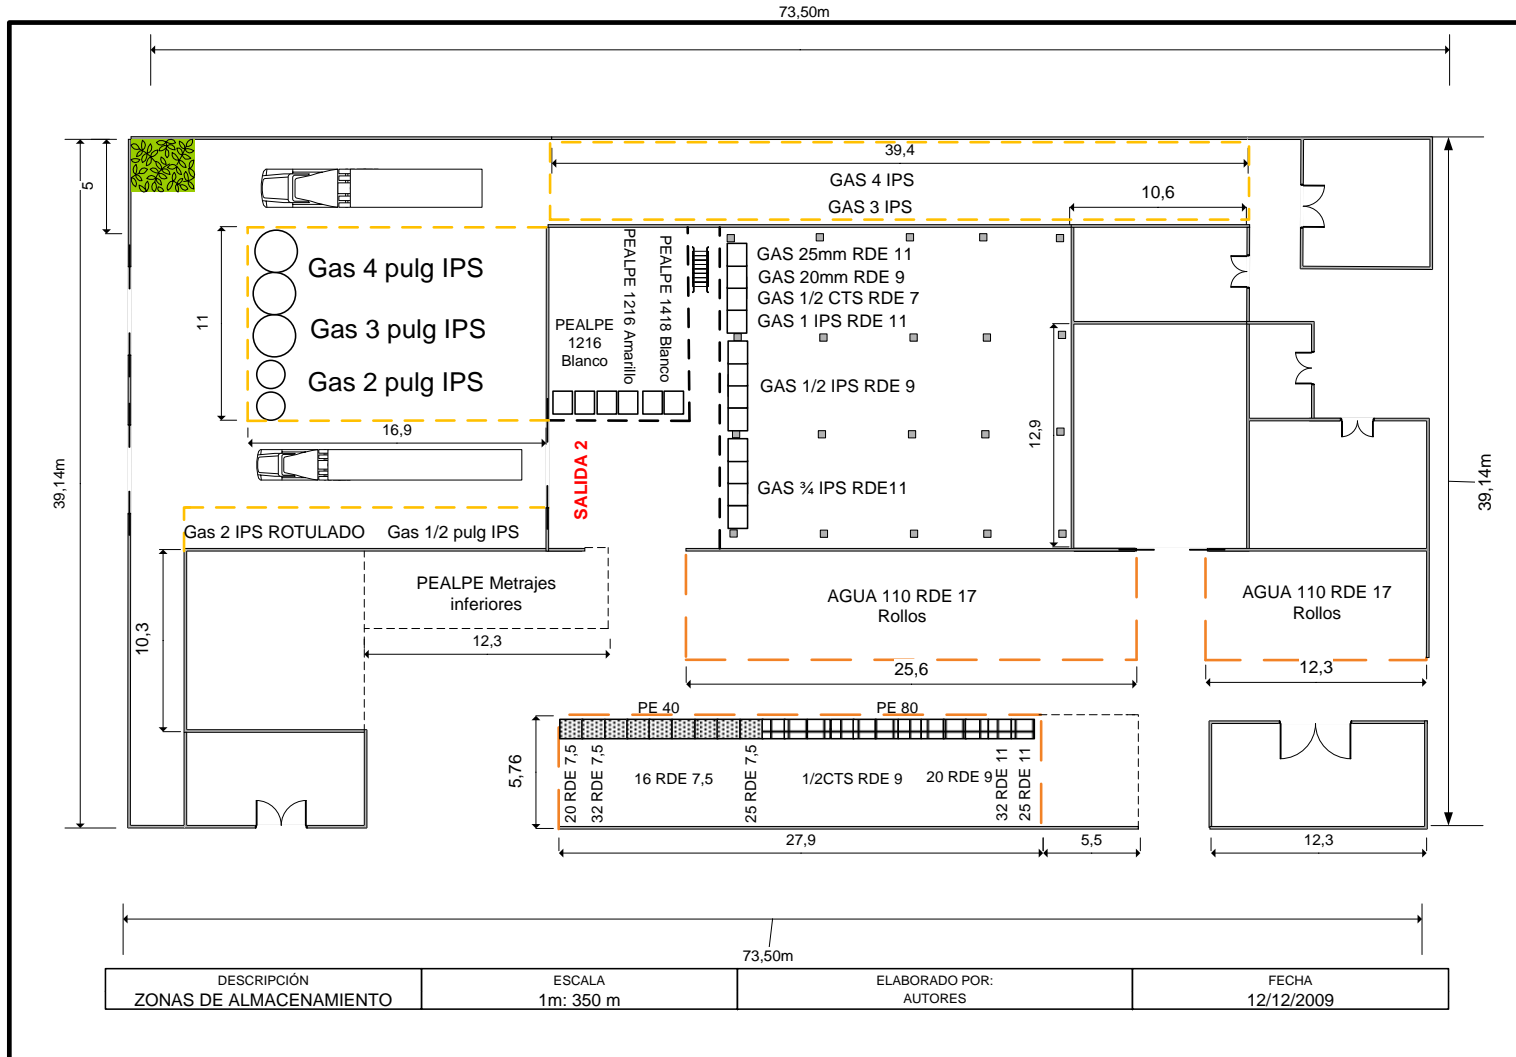 73,50m
39,4
GAS 4 IPS
GAS 3 IPS
10,6
5
39,14m
39,14m
11
Gas 4 pulg IPS
Gas 3 pulg IPS
Gas 2 pulg IPS
16,9
PEALPE
1216
Blanco
PEALPE 1216 Amarillo
PEALPE 1418 Blanco
GAS 25mm RDE 11
GAS 20mm RDE 9
GAS 1/2 CTS RDE 7
GAS 1 IPS RDE 11
GAS 1/2 IPS RDE 9
GAS ¾ IPS RDE11
12,9
SALIDA 2
Gas 2 IPS ROTULADO
Gas 1/2 pulg IPS
10,3
PEALPE Metrajes
inferiores
12,3
AGUA 110 RDE 17
Rollos
25,6
AGUA 110 RDE 17
Rollos
12,3
PE 40
PE 80
5,76
20 RDE 7,5
32 RDE 7,5
16 RDE 7,5
25 RDE 7,5
1/2CTS RDE 9
20 RDE 9
32 RDE 11
25 RDE 11
27,9
5,5
12,3
73,50m
DESCRIPCIÓN
ZONAS DE ALMACENAMIENTO
ESCALA
1m: 350 m
ELABORADO POR:
AUTORES
FECHA
12/12/2009